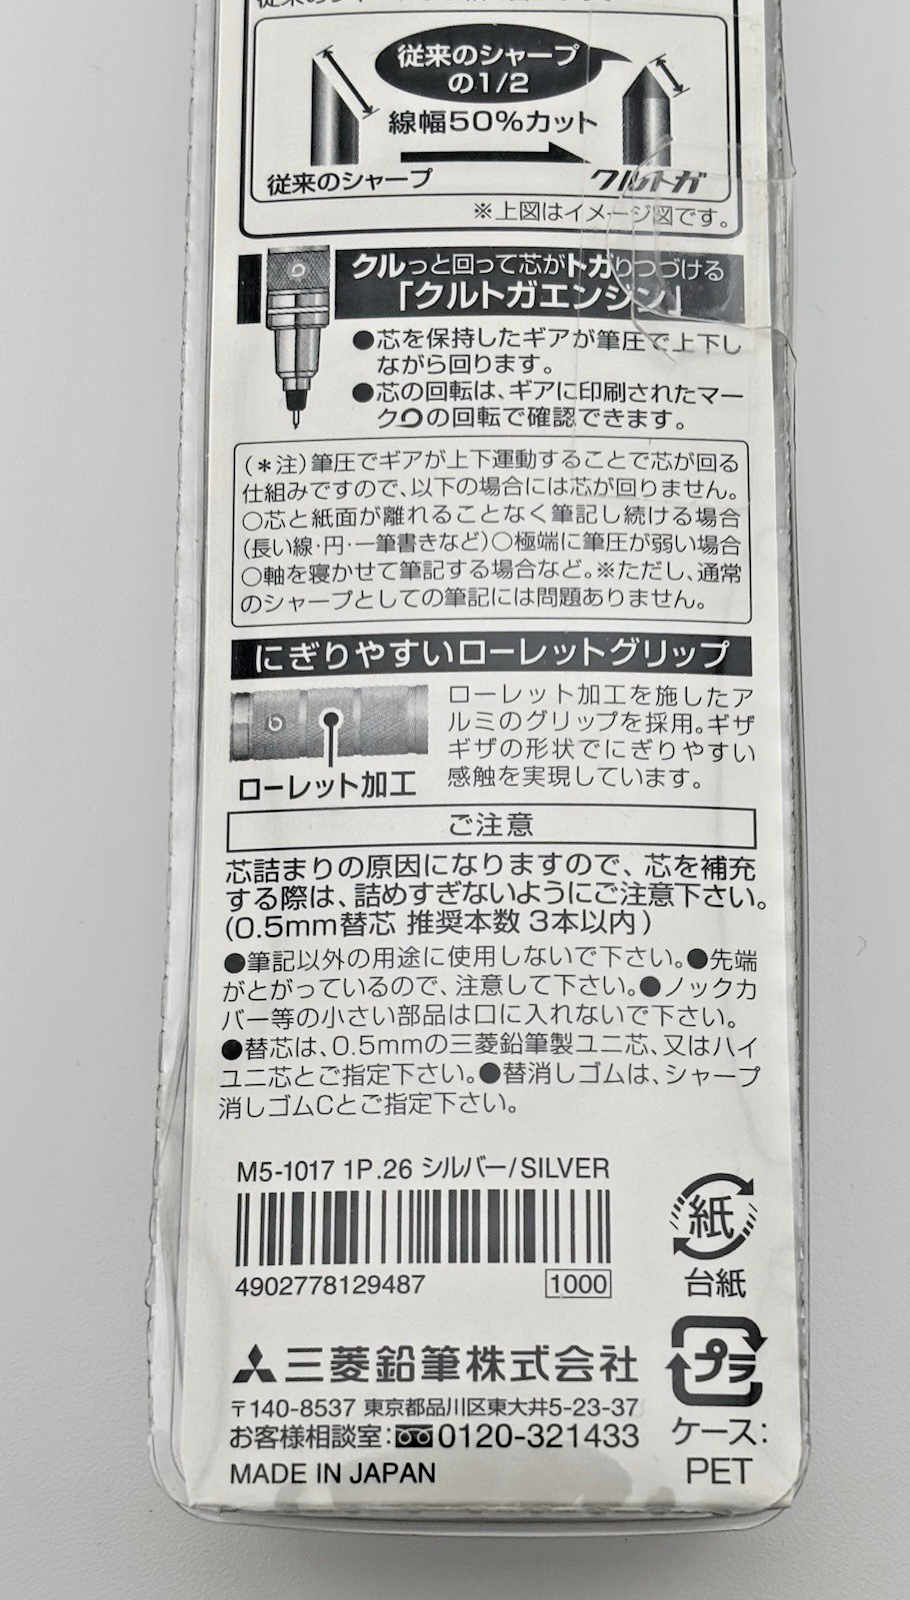 従来のシャープ
の1/2
線幅50%カット
従来のシャープ
クルトガ
※上図はイメージ図です。
クルっと回って芯がトガりつづける
「クルトガエンジン」
●芯を保持したギアが筆圧で上下し
ながら回ります。
●芯の回転は、ギアに印刷されたマー
クの回転で確認できます。
(＊注)筆圧でギアが上下運動することで芯が回る
仕組みですので、以下の場合には芯が回りません。
○芯と紙面が離れることなく筆記し続ける場合
(長い線・円・一筆書きなど)○極端に筆圧が弱い場合
○軸を寝かせて筆記する場合など。※ただし、通常
のシャープとしての筆記には問題ありません。
にぎりやすいローレットグリップ
ローレット加工を施したア
ルミのグリップを採用。ギザ
ギザの形状でにぎりやすい
感触を実現しています。
ローレット加工
ご注意
芯詰まりの原因になりますので、芯を補充
する際は、詰めすぎないようにご注意下さい。
(0.5mm替芯 推奨本数 3本以内)
●筆記以外の用途に使用しないで下さい。●先端
がとがっているので、注意して下さい。●ノックカ
バー等の小さい部品は口に入れないで下さい。
●替芯は、0.5mmの三菱鉛筆製ユニ芯、又はハイ
ユニ芯とご指定下さい。●替消しゴムは、シャープ
消しゴムCとご指定下さい。
M5-1017 1P.26 シルバー/SILVER
4902778129487 1000
紙
台紙
三菱鉛筆株式会社
〒140-8537 東京都品川区東大井5-23-37
お客様相談室:0120-321433
MADE IN JAPAN
プラ
ケース:
PET